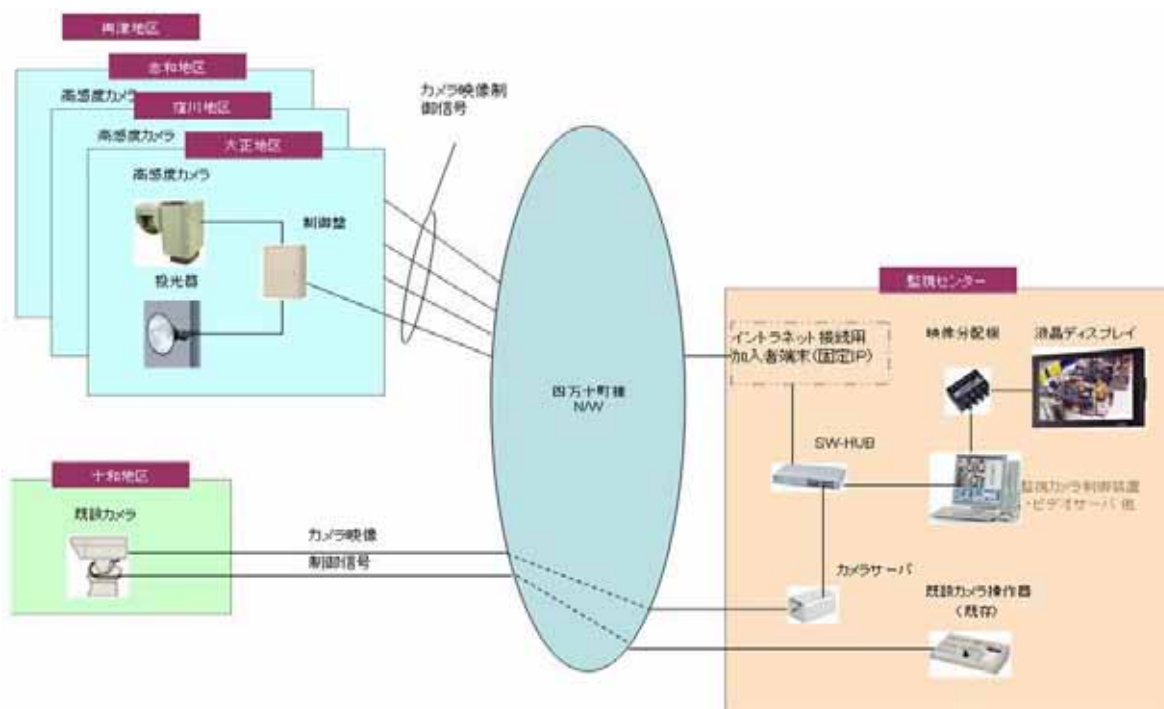 興津地区
志和地区
高感度カメラ
窪川地区
高感度カメラ
大正地区
高感度カメラ
制御盤
投光器
カメラ映像制
御信号
四万十町様
N/W
監視センター
イントラネット接続用
加入者端末(固定IP)
映像分配機
液晶ディスプレイ
SW-HUB
監視カメラ制御装置
・ビデオサーバ 他
十和地区
既設カメラ
カメラ映像
制御信号
カメラサーバ
既設カメラ操作器
(既存)